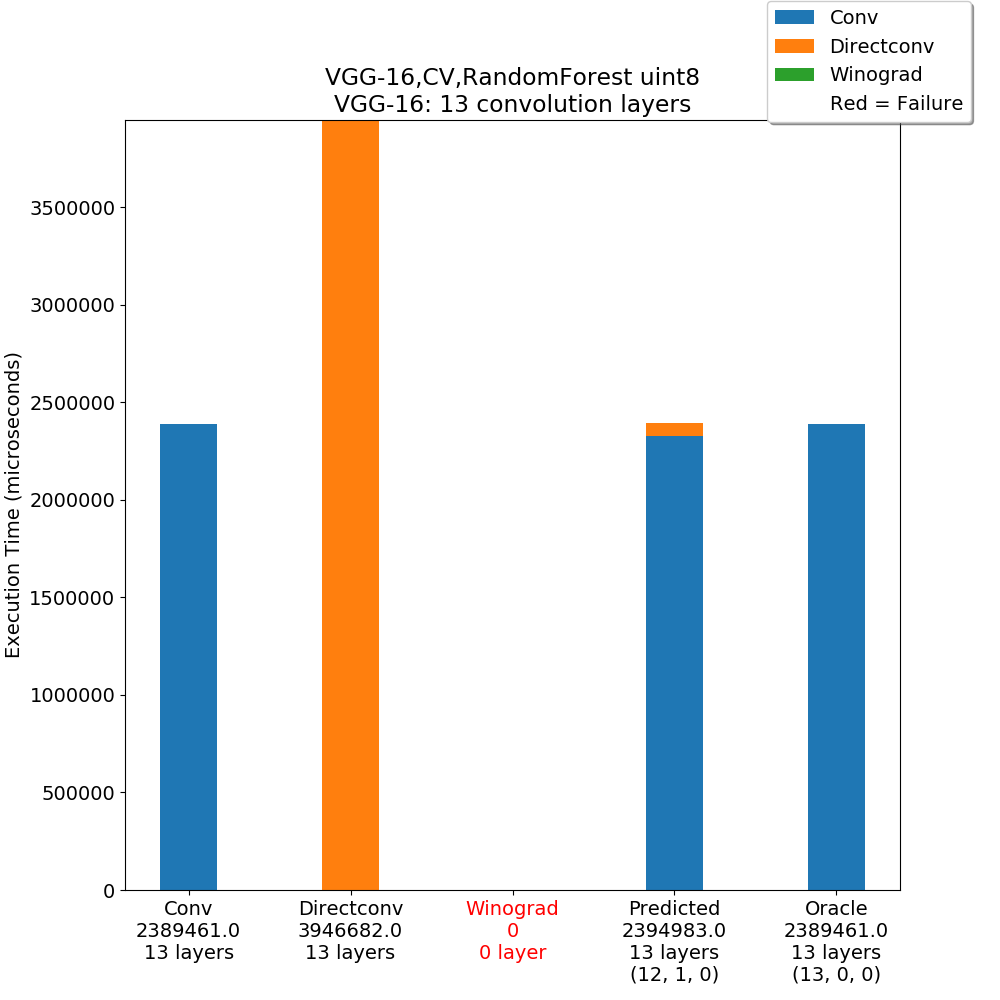 Conv
Directconv
Winograd
Red = Failure
VGG-16,CV,RandomForest uint8
VGG-16: 13 convolution layers
Execution Time (microseconds)
3500000
3000000
2500000
2000000
1500000
1000000
500000
0
Conv
2389461.0
13 layers
Directconv
3946682.0
13 layers
Winograd
0
0 layer
Predicted
2394983.0
13 layers
(12, 1, 0)
Oracle
2389461.0
13 layers
(13, 0, 0)